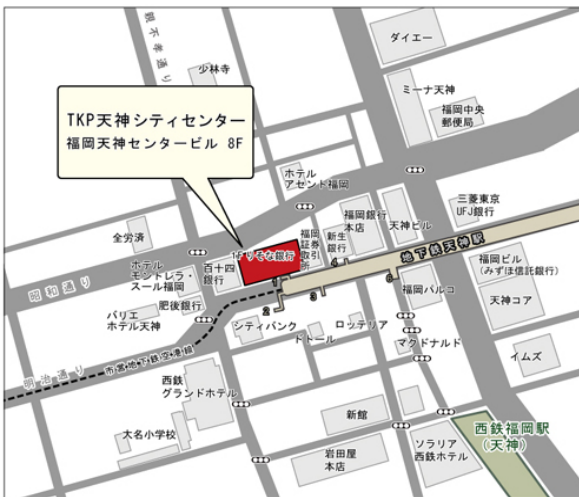 親不孝通り
ダイエー
少林寺
ミーナ天神
福岡中央
郵便局
TKP天神シティセンター
福岡天神センタービル 8F
ホテル
アセント福岡
福岡銀行
本店
天神ビル
三菱東京
UFJ銀行
全労済
1Fりそな銀行
福岡
証券
取引
所
新生
銀行
地下鉄天神駅
ホテル
モントレ・ラ・
スール福岡
百十四
銀行
福岡ビル
(みずほ信託銀行)
昭和通り
肥後銀行
1
2
3
4
6
福岡パルコ
天神コア
バリエ
ホテル天神
シティバンク
ドトール
ロッテリア
マクドナルド
イムズ
明治通り
市営地下鉄空港線
西鉄
グランドホテル
新館
大名小学校
岩田屋
本店
ソラリア
西鉄ホテル
西鉄福岡駅
(天神)